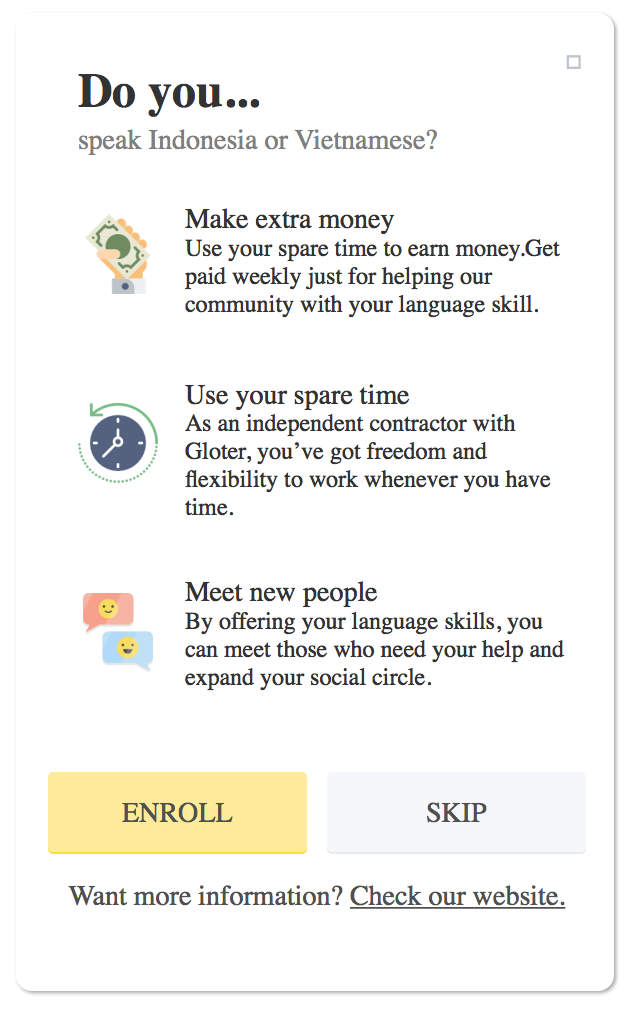 Do you...
speak Indonesia or Vietnamese?
Make extra money
Use your spare time to earn money.Get
paid weekly just for helping our
community with your language skill.
Use your spare time
As an independent contractor with
Gloter, you’ve got freedom and
flexibility to work whenever you have
time.
Meet new people
By offering your language skills, you
can meet those who need your help and
expand your social circle.
ENROLL
SKIP
Want more information? Check our website.